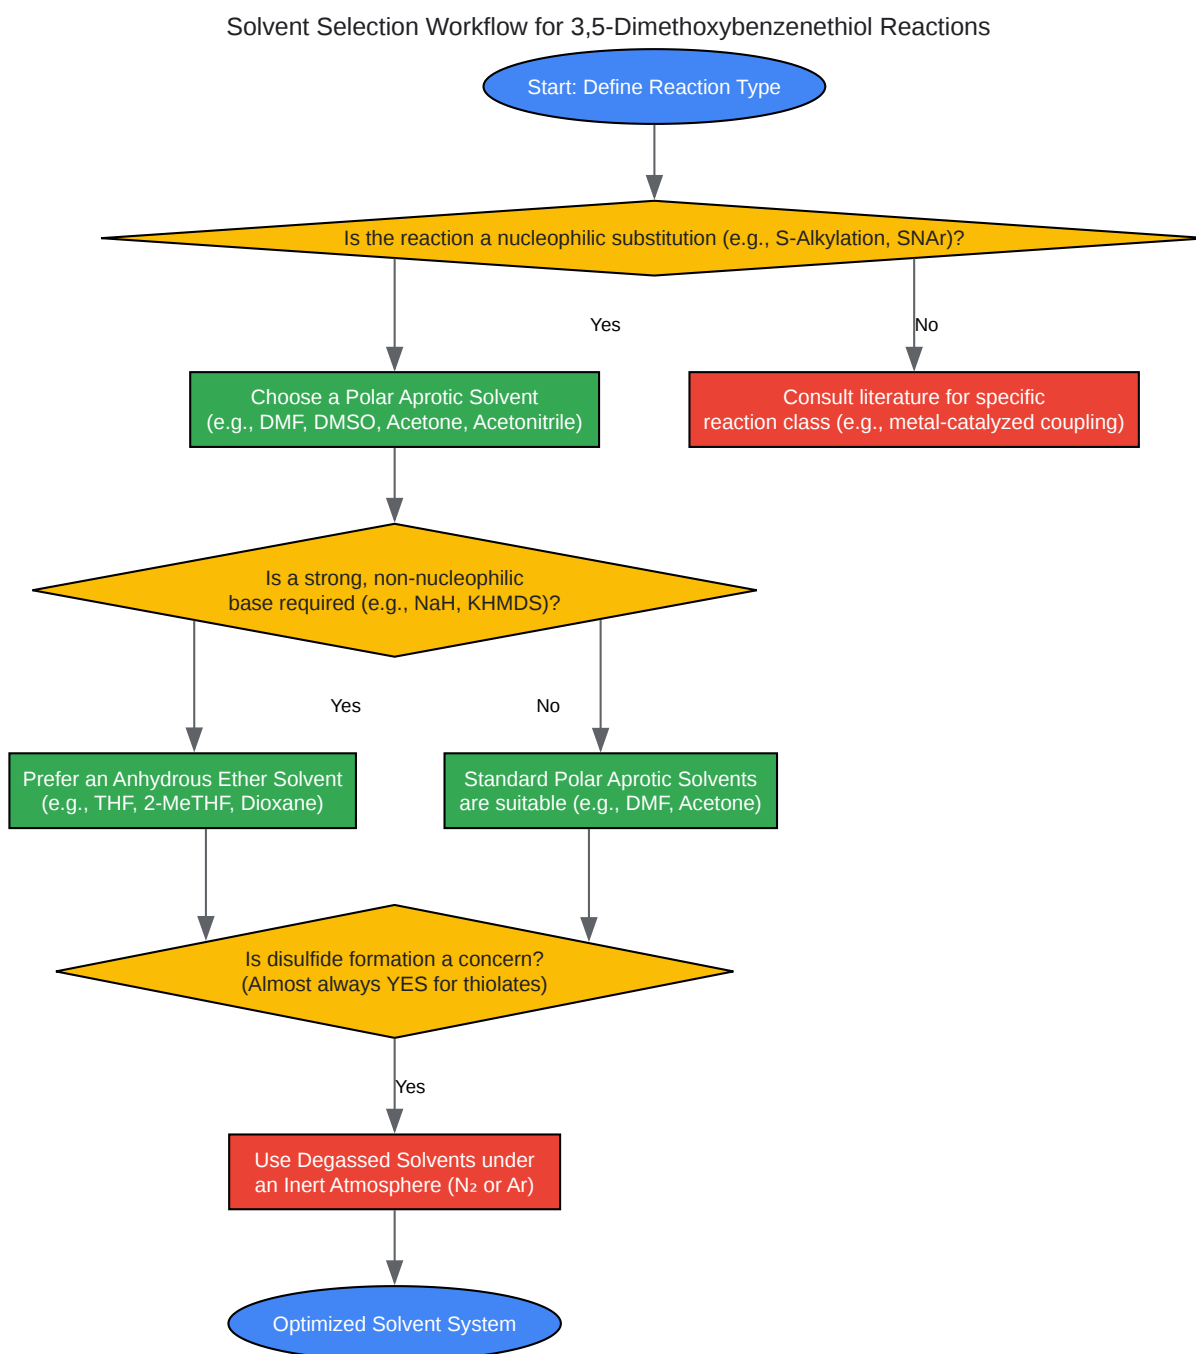 Solvent Selection Workflow for 3,5-Dimethoxybenzenethiol Reactions
Start: Define Reaction Type
Is the reaction a nucleophilic substitution (e.g., S-Alkylation, SNAr)?
Yes
No
Choose a Polar Aprotic Solvent
(e.g., DMF, DMSO, Acetone, Acetonitrile)
Consult literature for specific
reaction class (e.g., metal-catalyzed coupling)
Is a strong, non-nucleophilic
base required (e.g., NaH, KHMDS)?
Yes
No
Prefer an Anhydrous Ether Solvent
(e.g., THF, 2-MeTHF, Dioxane)
Standard Polar Aprotic Solvents
are suitable (e.g., DMF, Acetone)
Is disulfide formation a concern?
(Almost always YES for thiolates)
Yes
Use Degassed Solvents under
an Inert Atmosphere (N₂ or Ar)
Optimized Solvent System